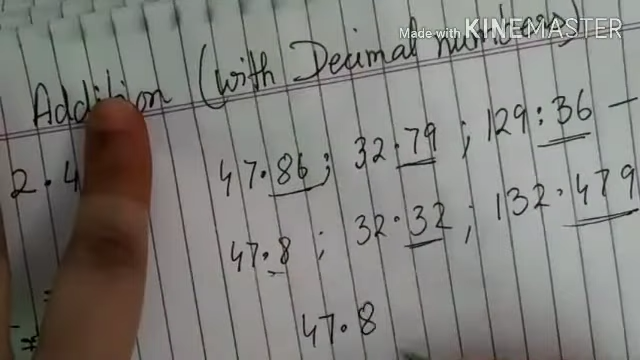 Made with KINEMASTER
Addition (with Decimal numbers)
2.4
47.86 ; 32.79 ; 129:36 —
47.8 ; 32.32 ; 132.479
47.8